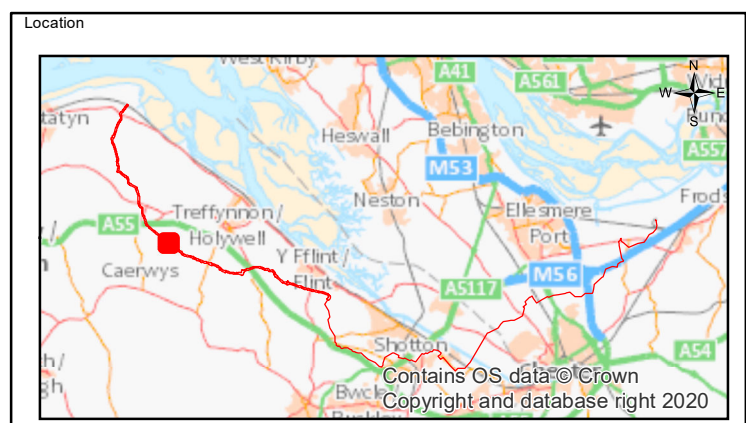 Location
West Kirby
A41
A561
N
W E
S
Heswall
Bebington
A557
M53
Neston
Frods
Treffynnon /
Holywell
A55
Ellesmere
Port
Caerwys
Y Fflint /
Flint
M56
A5117
Shotton
A54
Contains OS data © Crown
Copyright and database right 2020